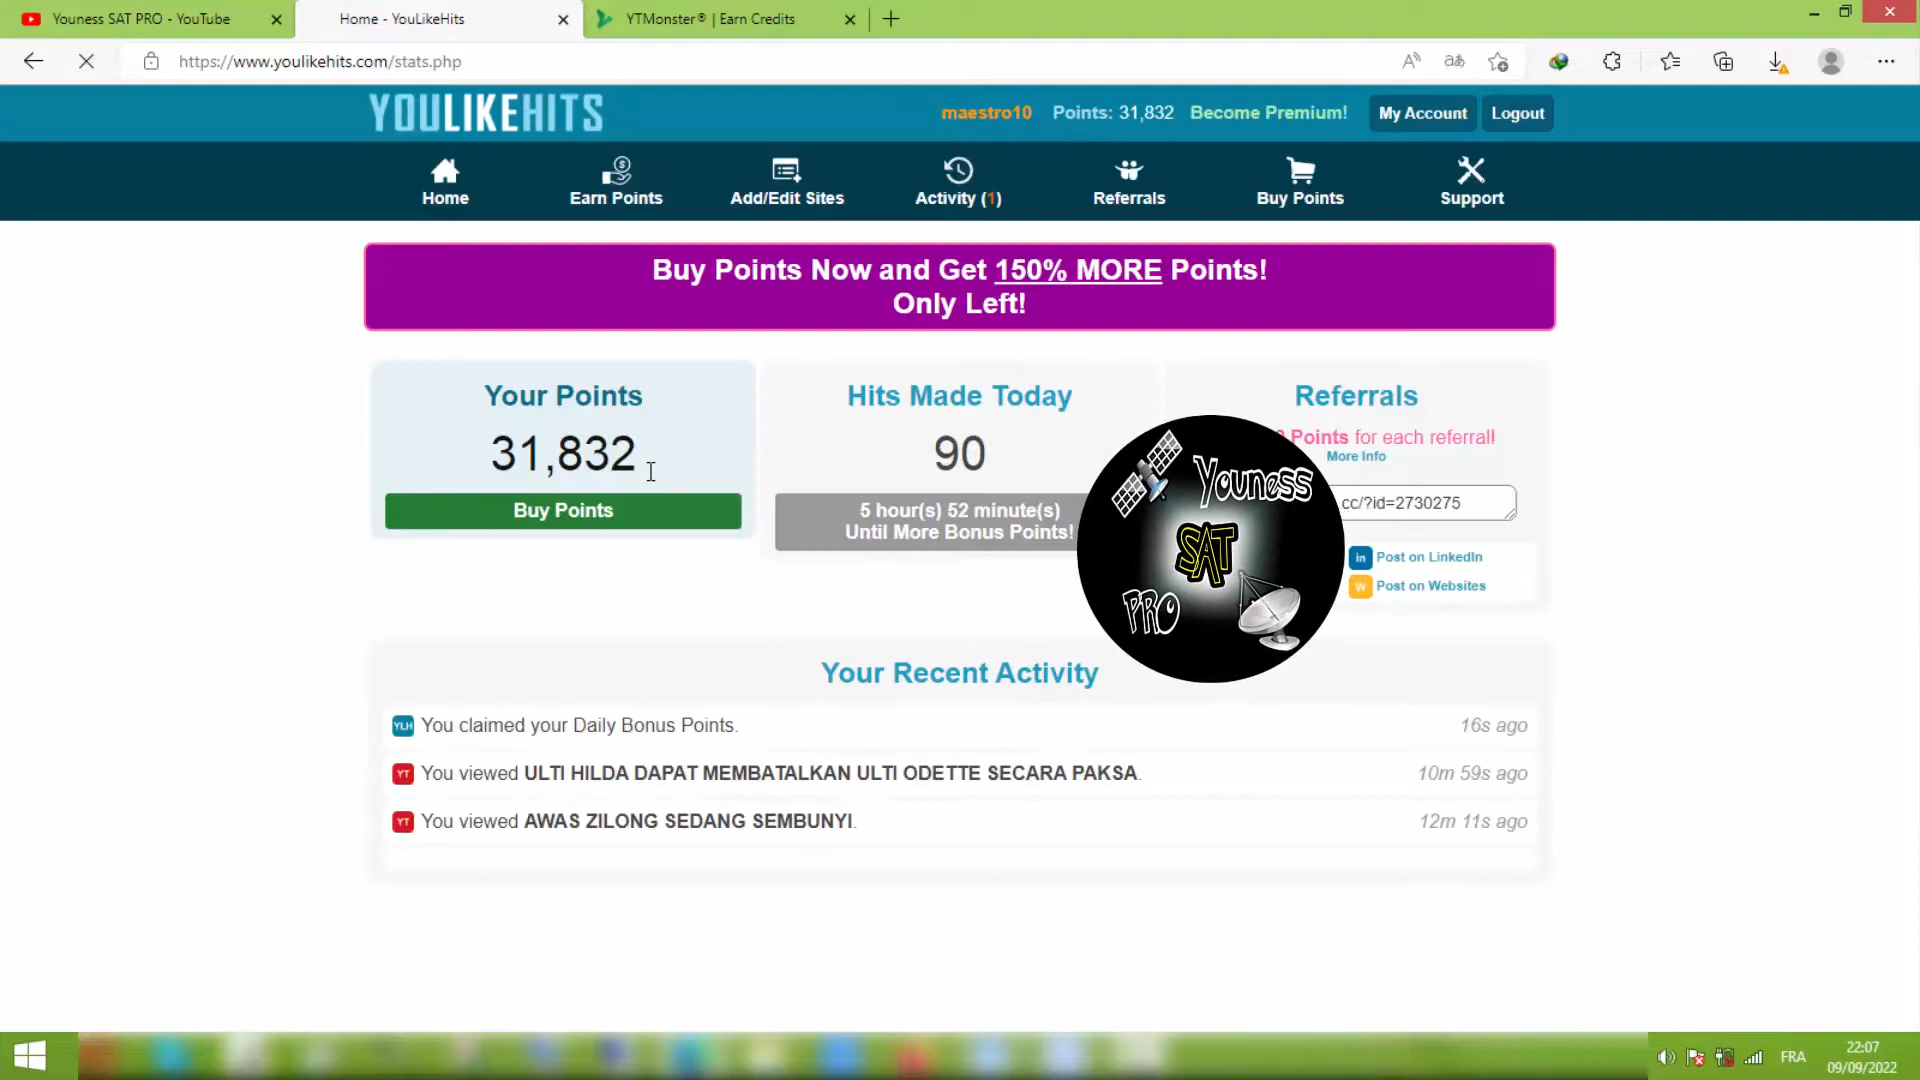 Youness SAT PRO - YouTube
Home - YouLikeHits
YTMonster® | Earn Credits
https://www.youlikehits.com/stats.php
YOULIKEHITS
maestro10
Points: 31,832
Become Premium!
My Account
Logout
Home
Earn Points
Add/Edit Sites
Activity (1)
Referrals
Buy Points
Support
Buy Points Now and Get 150% MORE Points!
Only Left!
Your Points
31,832
Buy Points
Hits Made Today
90
5 hour(s) 52 minute(s)
Until More Bonus Points!
Referrals
Points for each referral!
More Info
cc/?id=2730275
in Post on LinkedIn
W Post on Websites
Youness
SAT
PRO
Your Recent Activity
YLH You claimed your Daily Bonus Points. 16s ago
YT You viewed ULTI HILDA DAPAT MEMBATALKAN ULTI ODETTE SECARA PAKSA. 10m 59s ago
YT You viewed AWAS ZILONG SEDANG SEMBUNYI. 12m 11s ago
FRA
22:07
09/09/2022